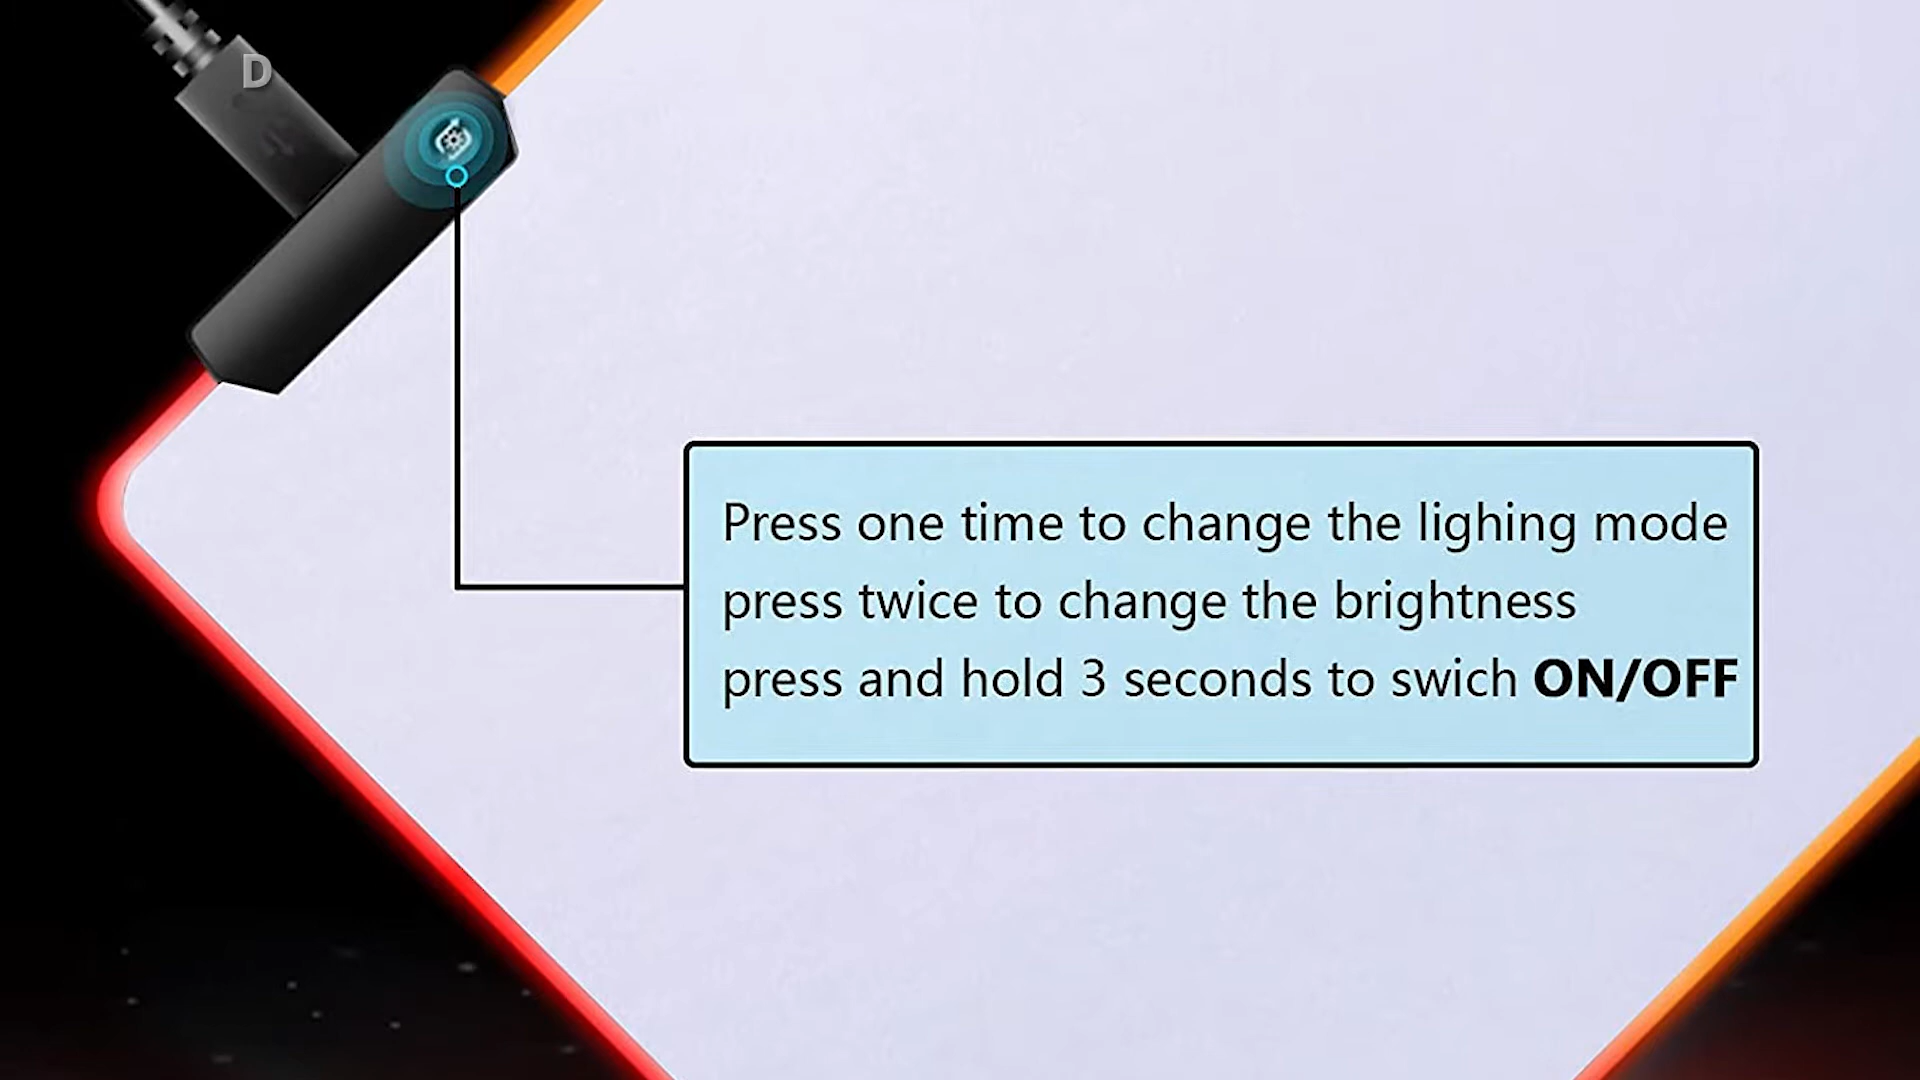 D
Press one time to change the lighing mode
press twice to change the brightness
press and hold 3 seconds to swich ON/OFF